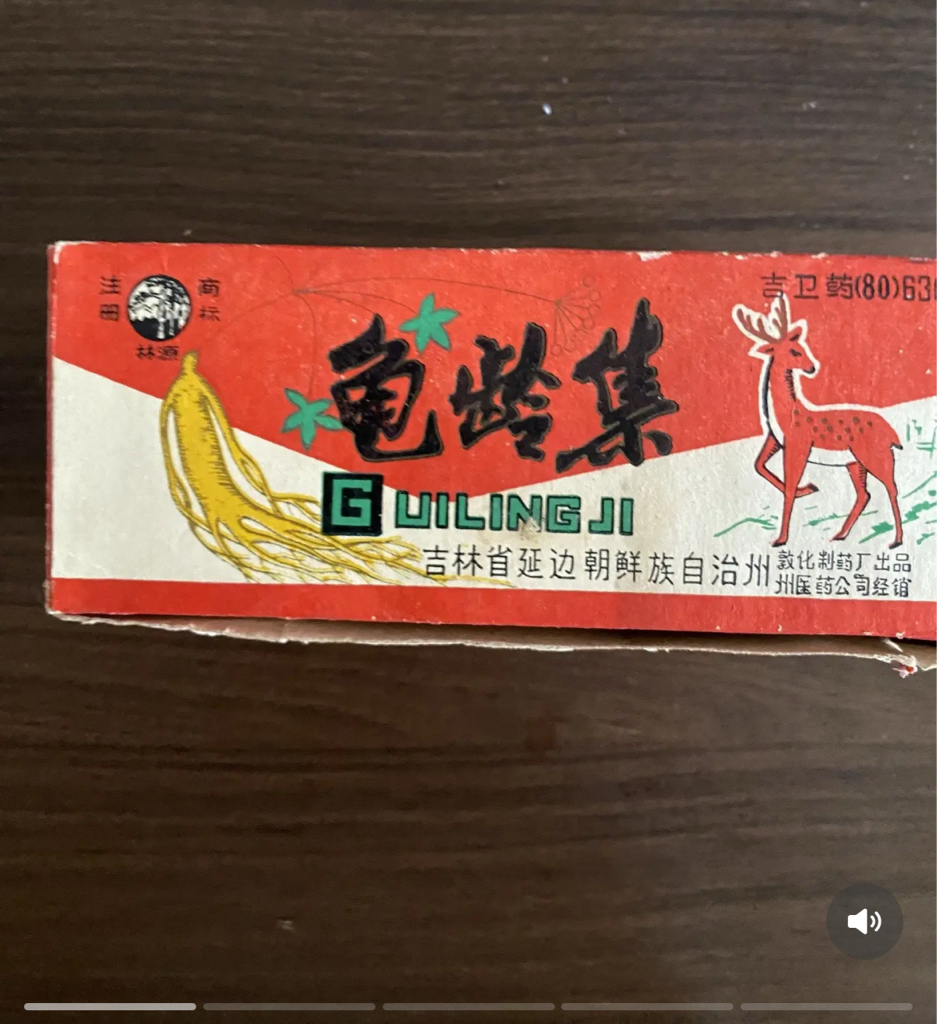 注册 商标
林源
吉卫药(80)630
龟龄集
GUILINGJI
吉林省延边朝鲜族自治州
敦化制药厂出品
州医药公司经销